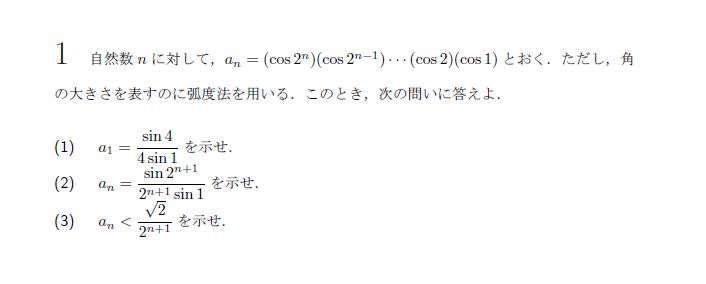 1 自然数 n に対して，a_n = (cos 2^n)(cos 2^{n−1}) ··· (cos 2)(cos 1) とおく．ただし，角
の大きさを表すのに弧度法を用いる．このとき，次の問いに答えよ．
(1) a_1 = \frac{sin 4}{4 sin 1} を示せ．
(2) a_n = \frac{sin 2^{n+1}}{2^{n+1} sin 1} を示せ．
(3) a_n < \frac{√2}{2^{n+1}} を示せ．